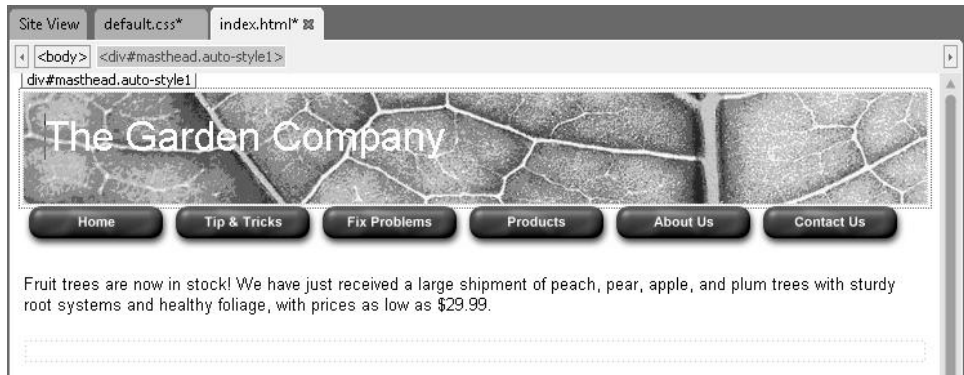 Site View default.css* index.html*
<body> <div#masthead.auto-style1>
div#masthead.auto-style1
The Garden Company
Home Tip & Tricks Fix Problems Products About Us Contact Us
Fruit trees are now in stock! We have just received a large shipment of peach, pear, apple, and plum trees with sturdy
root systems and healthy foliage, with prices as low as $29.99.